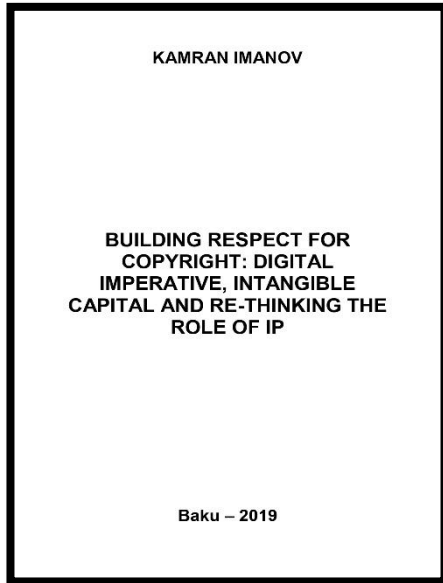 KAMRAN IMANOV
BUILDING RESPECT FOR
COPYRIGHT: DIGITAL
IMPERATIVE, INTANGIBLE
CAPITAL AND RE-THINKING THE
ROLE OF IP
Baku – 2019